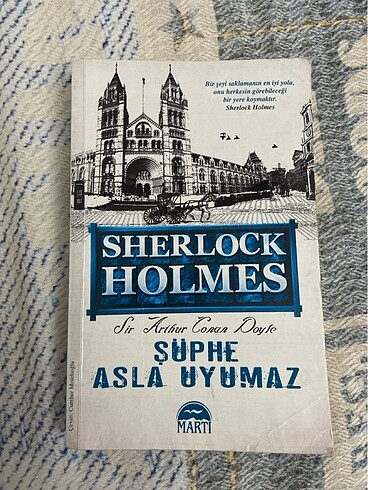 Bir şeyi saklamanın en iyi yolu,
onu herkesin görebileceği
bir yere koymaktır.
Sherlock Holmes
SHERLOCK
HOLMES
Sir Arthur Conan Doyle
ŞÜPHE
ASLA UYUMAZ
MARTI
Çeviri: